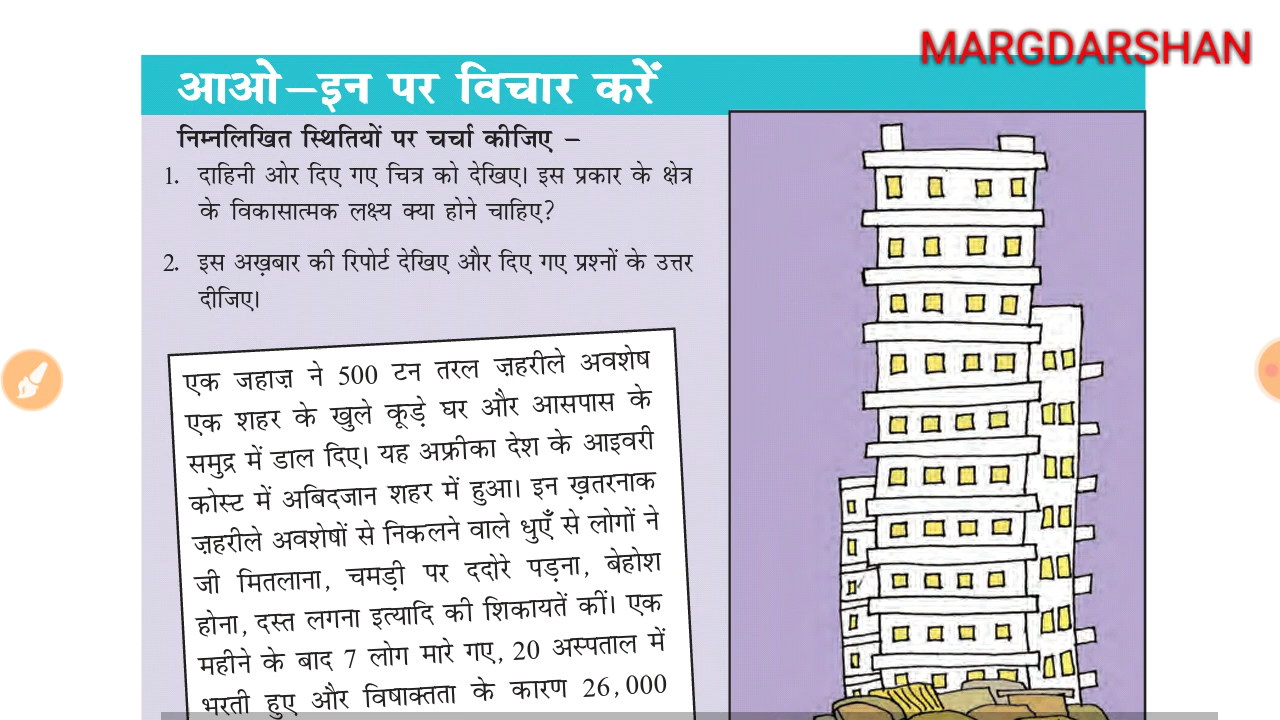 MARGDARSHAN
आओ–इन पर विचार करें
निम्नलिखित स्थितियों पर चर्चा कीजिए –
1. दाहिनी ओर दिए गए चित्र को देखिए। इस प्रकार के क्षेत्र
के विकासात्मक लक्ष्य क्या होने चाहिए?
2. इस अख़बार की रिपोर्ट देखिए और दिए गए प्रश्नों के उत्तर
दीजिए।
एक जहाज़ ने 500 टन तरल ज़हरीले अवशेष
एक शहर के खुले कूड़े घर और आसपास के
समुद्र में डाल दिए। यह अफ्रीका देश के आइवरी
कोस्ट में अबिदजान शहर में हुआ। इन ख़तरनाक
ज़हरीले अवशेषों से निकलने वाले धुएँ से लोगों ने
जी मितलाना, चमड़ी पर ददोरे पड़ना, बेहोश
होना, दस्त लगना इत्यादि की शिकायतें कीं। एक
महीने के बाद 7 लोग मारे गए, 20 अस्पताल में
भरती हुए और विषाक्तता के कारण 26,000